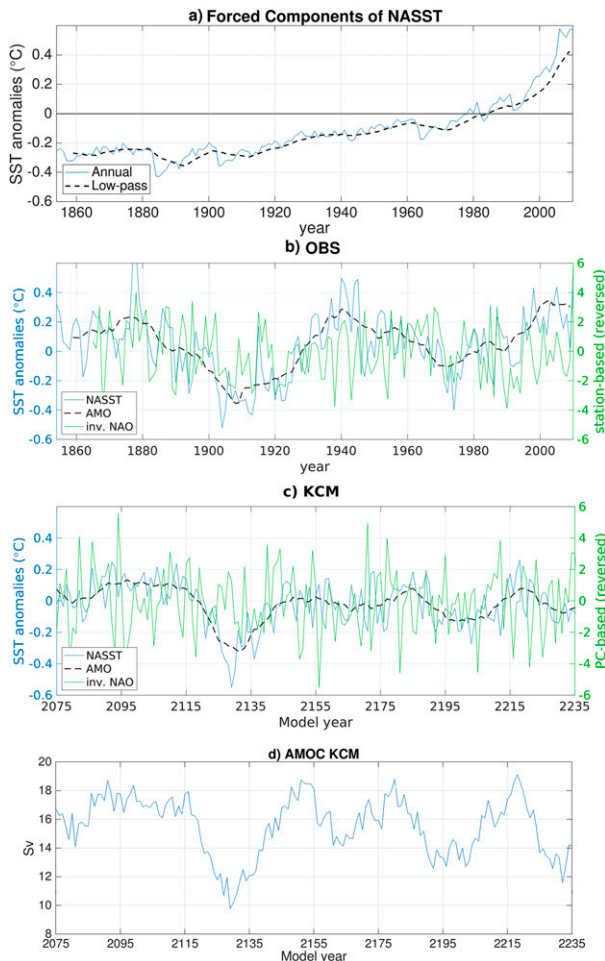 a) Forced Components of NASST
SST anomalies (°C)
0.4
0.2
0
-0.2
-0.4
-0.6
Annual
Low-pass
1860 1880 1900 1920 1940 1960 1980 2000
year
b) OBS
SST anomalies (°C)
0.4
0.2
0
-0.2
-0.4
-0.6
NASST
AMO
inv. NAO
6
4
2
0
-2
-4
-6
station-based (reversed)
1860 1880 1900 1920 1940 1960 1980 2000
year
c) KCM
SST anomalies (°C)
0.4
0.2
0
-0.2
-0.4
-0.6
NASST
AMO
inv. NAO
6
4
2
0
-2
-4
-6
PC-based (reversed)
2075 2095 2115 2135 2155 2175 2195 2215 2235
Model year
d) AMOC KCM
Sv
20
18
16
14
12
10
8
2075 2095 2115 2135 2155 2175 2195 2215 2235
Model year